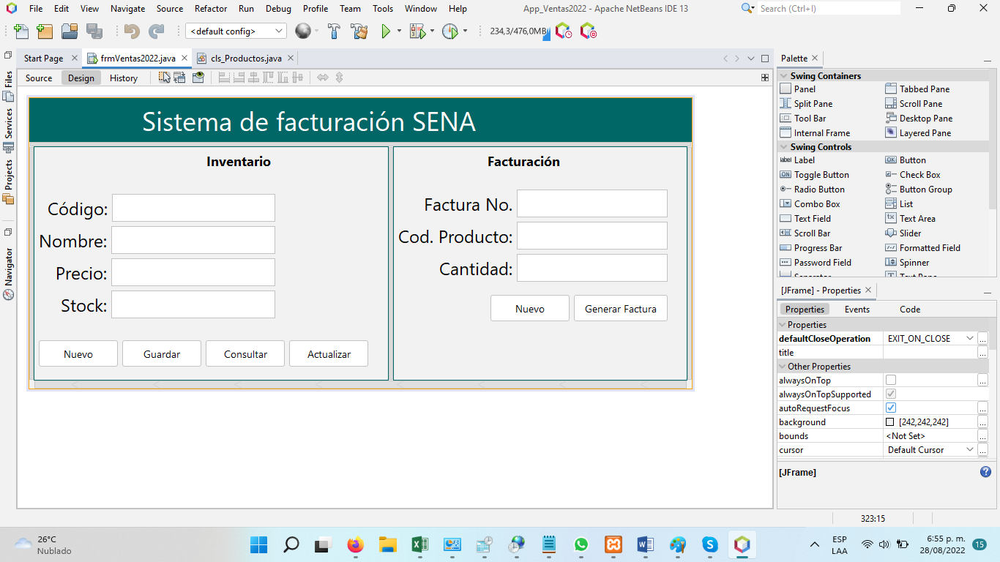 File Edit View Navigate Source Refactor Run Debug Profile Team Tools Window Help App_Ventas2022 - Apache NetBeans IDE 13 Search (Ctrl+I)
<default config> 234,3/476,0MB
Start Page frmVentas2022.java cls_Productos.java
Source Design History
Files
Services
Projects
Navigator
Sistema de facturación SENA
Inventario
Código:
Nombre:
Precio:
Stock:
Nuevo Guardar Consultar Actualizar
Facturación
Factura No.
Cod. Producto:
Cantidad:
Nuevo Generar Factura
Palette
Swing Containers
Panel Tabbed Pane
Split Pane Scroll Pane
Tool Bar Desktop Pane
Internal Frame Layered Pane
Swing Controls
label Label OK Button
ON Toggle Button Check Box
Radio Button Button Group
Combo Box List
Text Field Text Area
Scroll Bar Slider
Progress Bar Formatted Field
Password Field Spinner
Separator Text Pane
[JFrame] - Properties
Properties Events Code
Properties
defaultCloseOperation EXIT_ON_CLOSE ...
title ...
Other Properties
alwaysOnTop ...
alwaysOnTopSupported
autoRequestFocus ...
background [242,242,242] ...
bounds <Not Set> ...
cursor Default Cursor ...
[JFrame]
323:15
26°C
Nublado
ESP
LAA
6:55 p. m.
28/08/2022
15